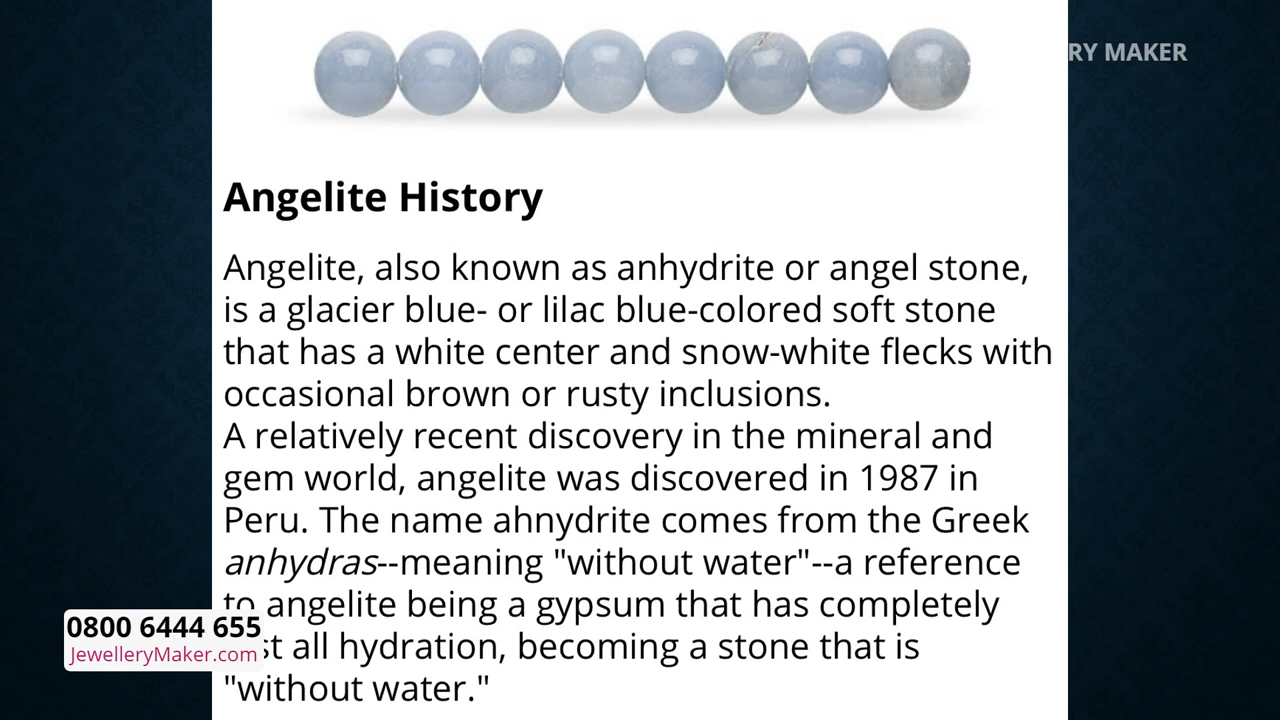 RY MAKER
Angelite History
Angelite, also known as anhydrite or angel stone,
is a glacier blue- or lilac blue-colored soft stone
that has a white center and snow-white flecks with
occasional brown or rusty inclusions.
A relatively recent discovery in the mineral and
gem world, angelite was discovered in 1987 in
Peru. The name ahnydrite comes from the Greek
anhydras--meaning "without water"--a reference
to angelite being a gypsum that has completely
st all hydration, becoming a stone that is
"without water."
0800 6444 655
JewelleryMaker.com